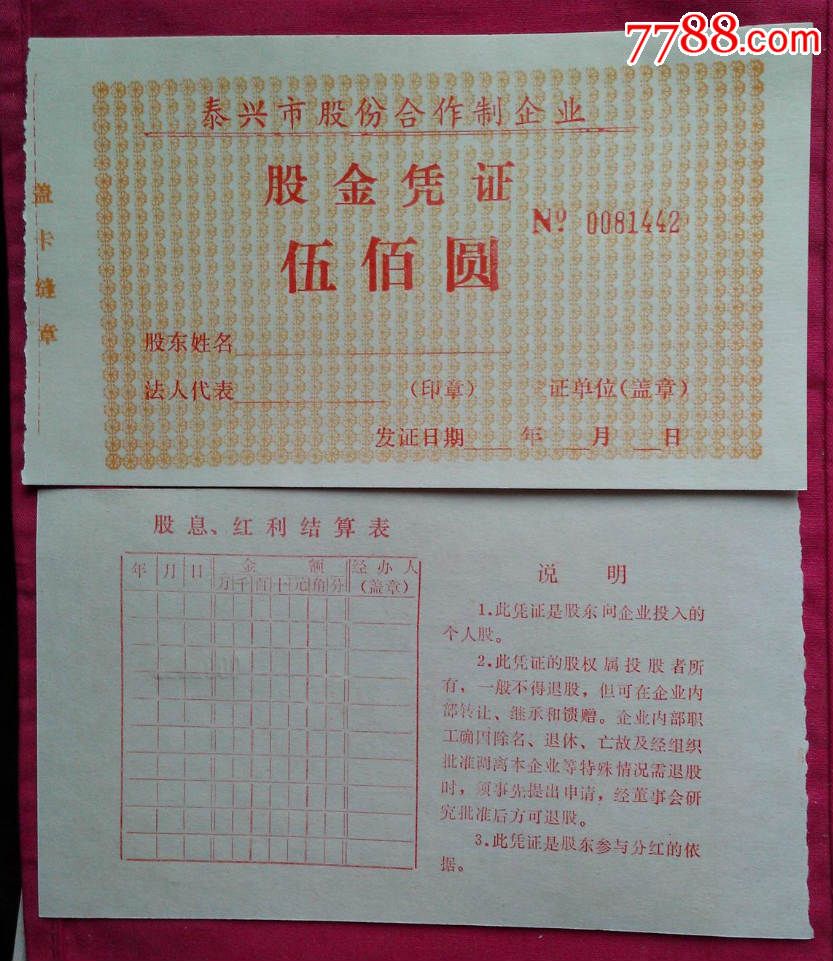 7788.com
泰兴市股份合作制企业
股金凭证
№ 0081442
伍佰圆
盖卡缝章
股东姓名
法人代表 （印章） 证单位(盖章)
发证日期 年 月 日
股息、红利结算表
年 月 日 金 额 经办人
万 千 百 十 元 角 分 (盖章)
说 明
1.此凭证是股东向企业投入的
个人股。
2.此凭证的股权属投股者所
有，一般不得退股，但可在企业内
部转让、继承和馈赠。企业内部职
工确因除名、退休、亡故及经组织
批准调离本企业等特殊情况需退股
时，须事先提出申请，经董事会研
究批准后方可退股。
3.此凭证是股东参与分红的依
据。